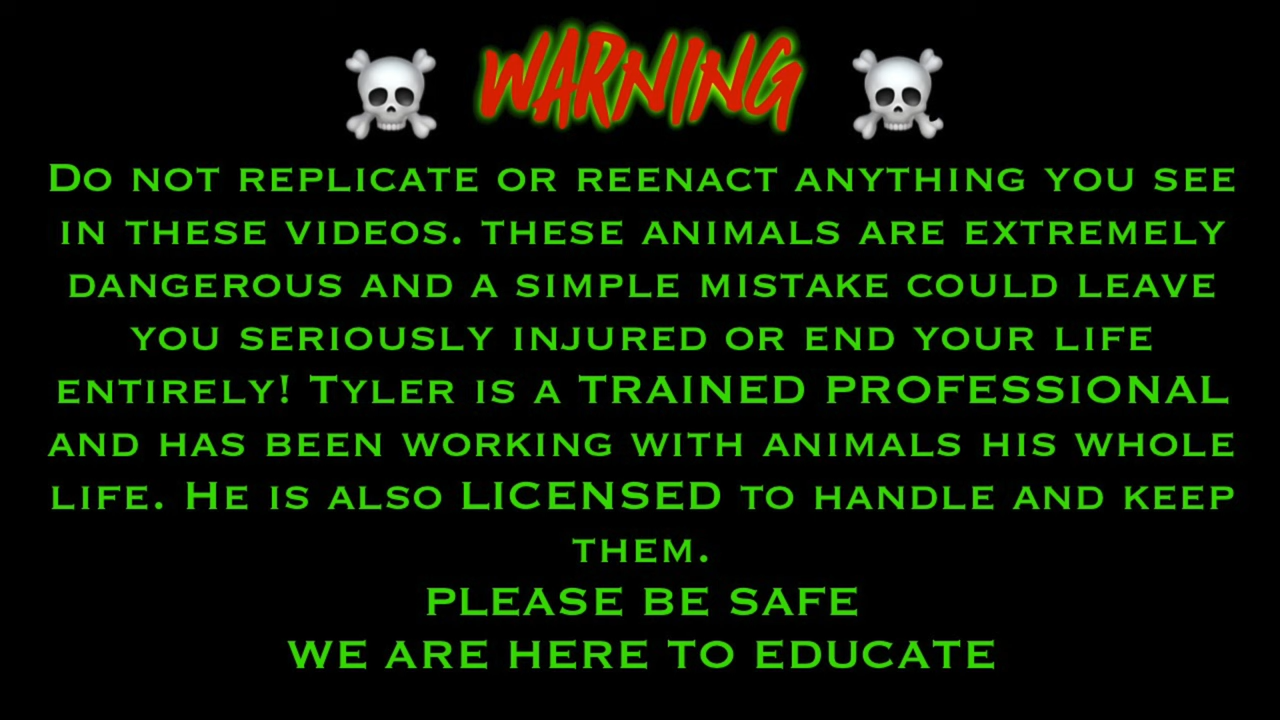 WARNING
Do not replicate or reenact anything you see
in these videos. these animals are extremely
dangerous and a simple mistake could leave
you seriously injured or end your life
entirely! Tyler is a TRAINED PROFESSIONAL
and has been working with animals his whole
life. He is also LICENSED to handle and keep
them.
PLEASE BE SAFE
WE ARE HERE TO EDUCATE